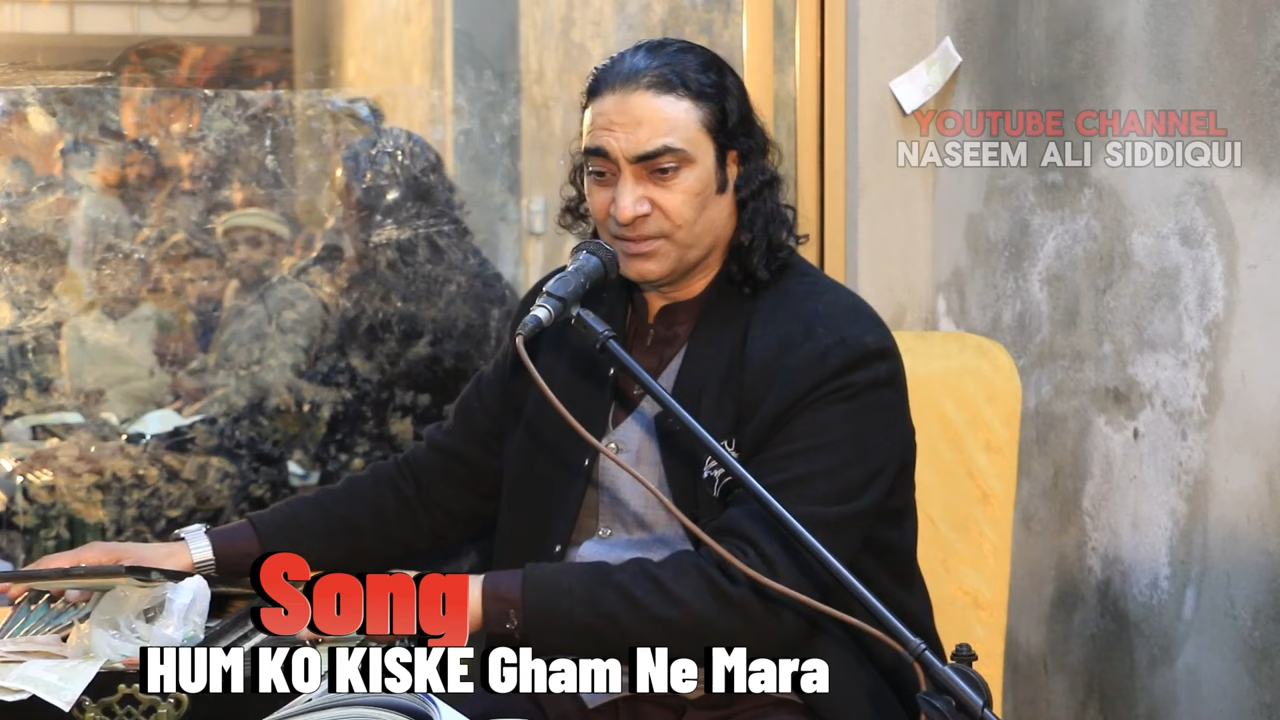 YOUTUBE CHANNEL
NASEEM ALI SIDDIQUI
Song
HUM KO KISKE Gham Ne Mara